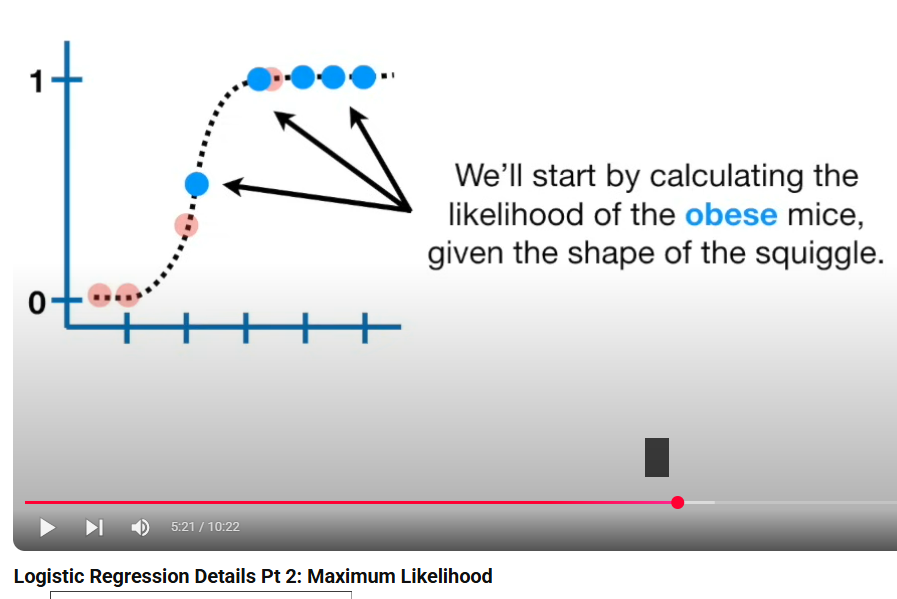 1
We'll start by calculating the
likelihood of the obese mice,
given the shape of the squiggle.
0
5:21 / 10:22
Logistic Regression Details Pt 2: Maximum Likelihood